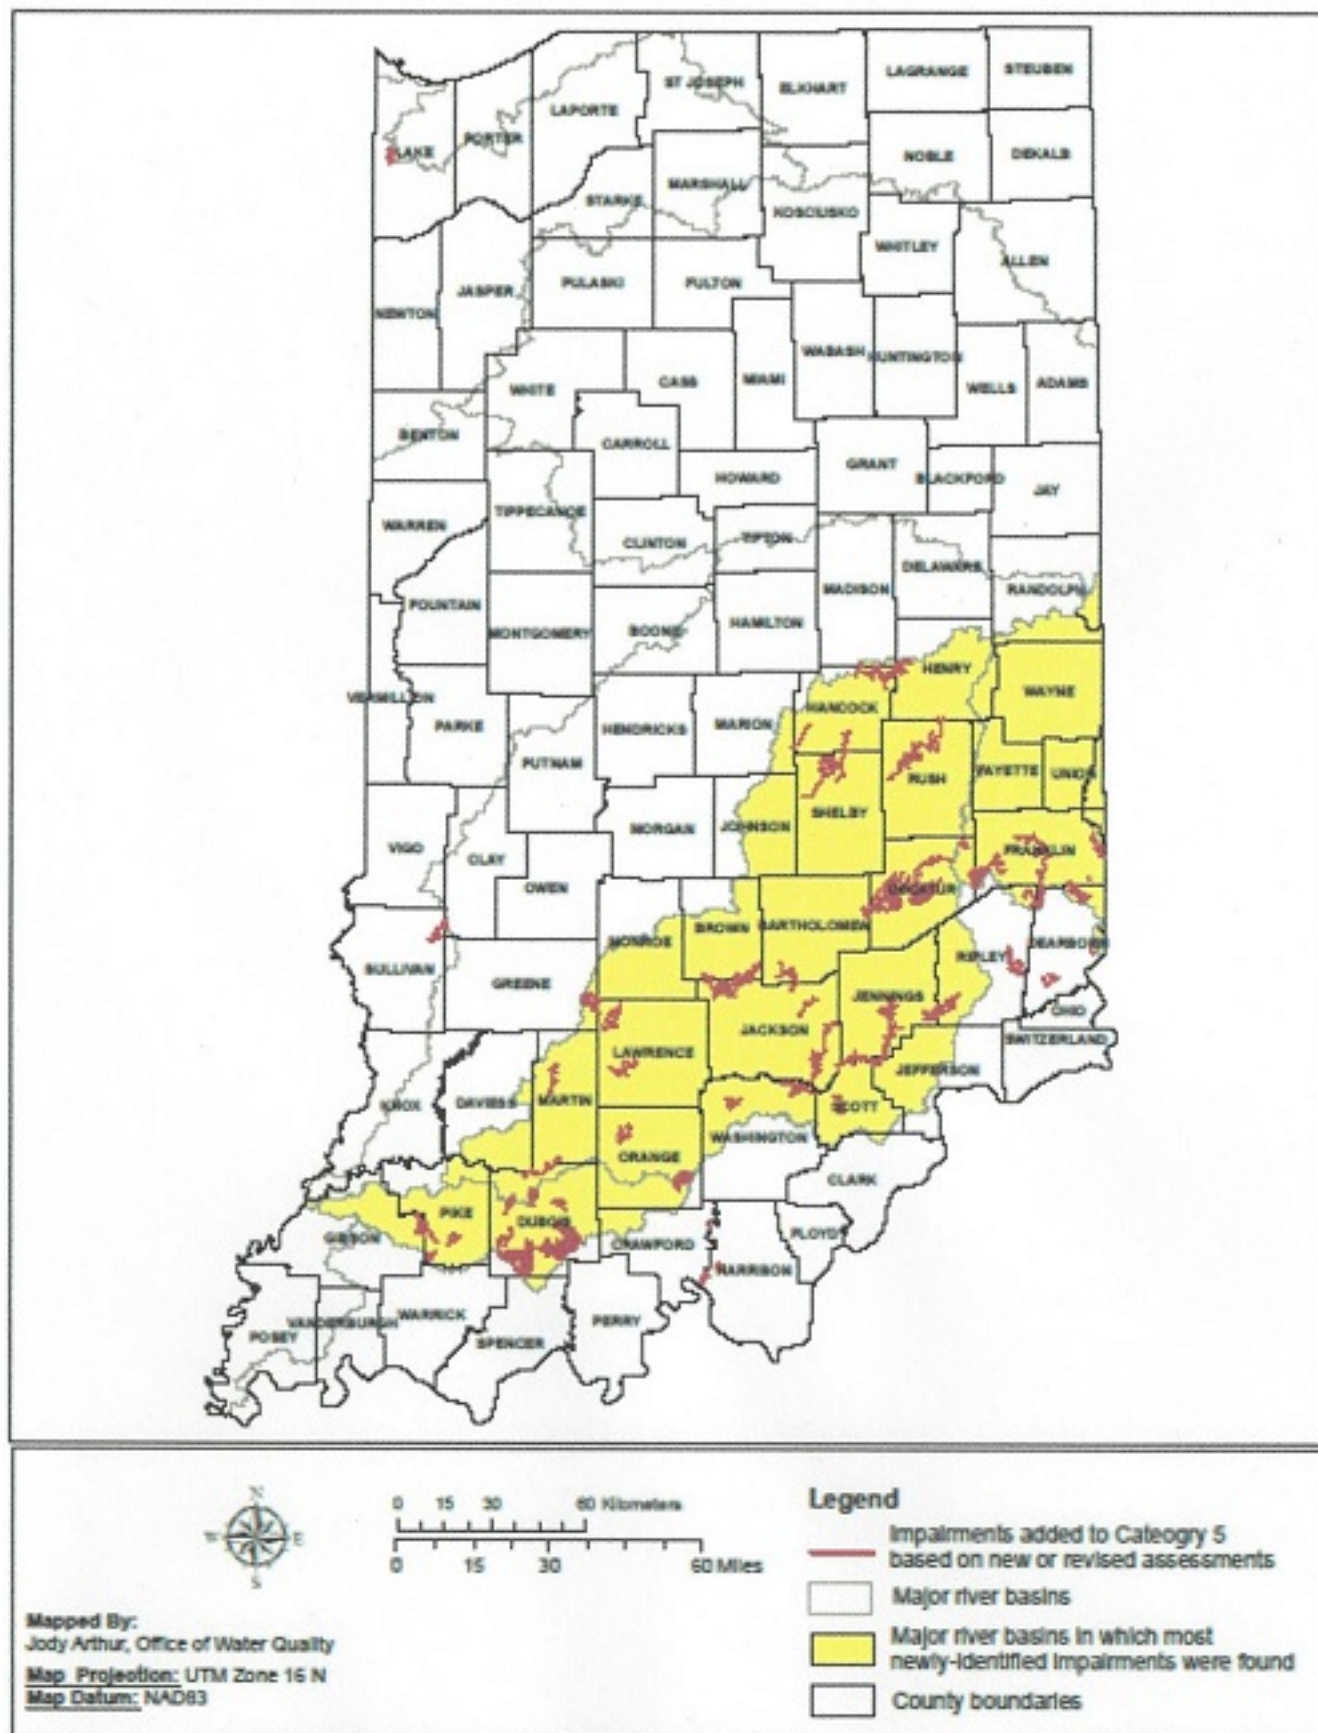 ST JOSEPH
ELKHART
LAGRANGE
STEUBEN
LAPORTE
PORTER
LAKE
NOBLE
DEKALB
MARSHALL
STARKE
KOSCIUSKO
WHITLEY
ALLEN
PULASKI
FULTON
JASPER
NEWTON
WABASH
HUNTINGTON
MIAMI
CASS
WHITE
WELLS
ADAMS
BENTON
CARROLL
GRANT
HOWARD
BLACKFORD
JAY
TIPPECANOE
WARREN
CLINTON
TIPTON
DELAWARE
MADISON
RANDOLPH
FOUNTAIN
MONTGOMERY
BOONE
HAMILTON
HENRY
WAYNE
VERMILLION
PARKE
HENDRICKS
MARION
HANCOCK
PUTNAM
RUSH
FAYETTE
UNION
SHELBY
MORGAN
JOHNSON
VIGO
CLAY
OWEN
FRANKLIN
DECATUR
BROWN
BARTHOLOMEW
MONROE
DEARBORN
RIPLEY
SULLIVAN
GREENE
JENNINGS
OHIO
JACKSON
SWITZERLAND
LAWRENCE
JEFFERSON
KNOX
DAVIESS
MARTIN
SCOTT
WASHINGTON
ORANGE
CLARK
PIKE
DUBOIS
GIBSON
CRAWFORD
FLOYD
HARRISON
WARRICK
VANDERBURGH
PERRY
POSEY
SPENCER
N
E
S
0 15 30 60 Kilometers
0 15 30 60 Miles
Mapped By:
Jody Arthur, Office of Water Quality
Map Projection: UTM Zone 16 N
Map Datum: NAD83
Legend
Impairments added to Cateogry 5
based on new or revised assessments
Major river basins
Major river basins in which most
newly-identified impairments were found
County boundaries